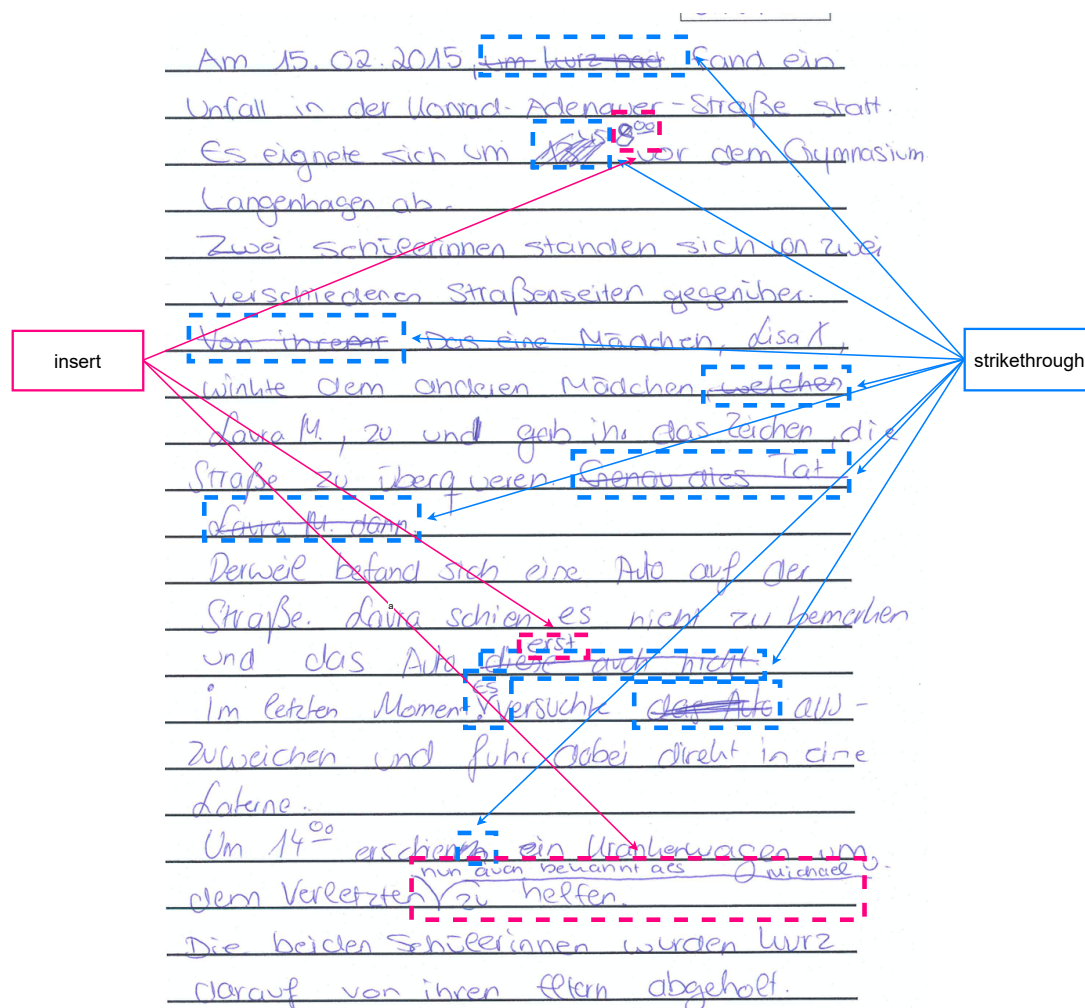 Am 15.02.2015, um kurz nach fand ein
Unfall in der Konrad-Adenauer-Straße statt.
Es eignete sich um 8⁰⁰ vor dem Gymnasium
Langenhagen ab.
Zwei Schülerinnen standen sich von zwei
verschiedenen Straßenseiten gegenüber.
insert
Von ihrener Das eine Mädchen, Lisa X,
strikethrough
winkte dem anderen Mädchen, welchen
Laura M., zu und gab ihr das Zeichen, die
Straße zu überqueren. Genau dies Tat
Laura M. dann.
Derweil befand sich eine Auto auf der
a
Straße. Laura schien es nicht zu bemerken
erst
und das Auto diese auch nicht
es
im letzten Moment. versuchte das Auto aus-
zuweichen und fuhr dabei direkt in eine
Laterne.
Um 14⁰⁰ erschien ein Krankerwagen um
nun auch bekannt als Michael
dem Verletzten zu helfen.
Die beiden Schülerinnen wurden kurz
darauf von ihren Eltern abgeholt.